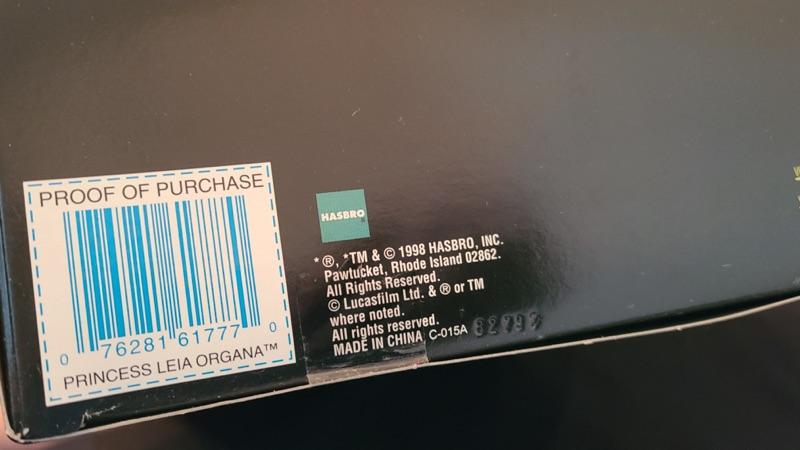 PROOF OF PURCHASE
0 76281 61777 0
PRINCESS LEIA ORGANA™
HASBRO
*®, *TM & © 1998 HASBRO, INC.
Pawtucket, Rhode Island 02862.
All Rights Reserved.
© Lucasfilm Ltd. & ® or TM
where noted.
All rights reserved.
MADE IN CHINA C-015A